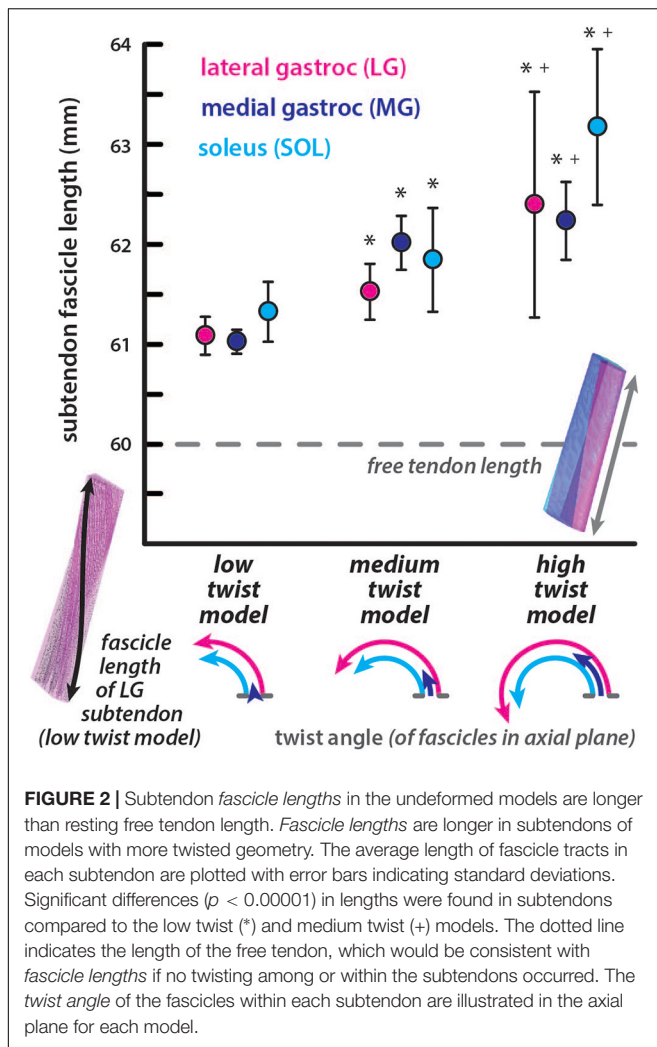 64
63
62
61
60
subtendon fascicle length (mm)
lateral gastroc (LG)
medial gastroc (MG)
soleus (SOL)
* *  *
* +
* +
* +
free tendon length
low
twist
model
medium
twist
model
high
twist
model
fascicle
length
of LG
subtendon
(low twist model)
twist angle (of fascicles in axial plane)
FIGURE 2 | Subtendon fascicle lengths in the undeformed models are longer
than resting free tendon length. Fascicle lengths are longer in subtendons of
models with more twisted geometry. The average length of fascicle tracts in
each subtendon are plotted with error bars indicating standard deviations.
Significant differences (p < 0.00001) in lengths were found in subtendons
compared to the low twist (*) and medium twist (+) models. The dotted line
indicates the length of the free tendon, which would be consistent with
fascicle lengths if no twisting among or within the subtendons occurred. The
twist angle of the fascicles within each subtendon are illustrated in the axial
plane for each model.